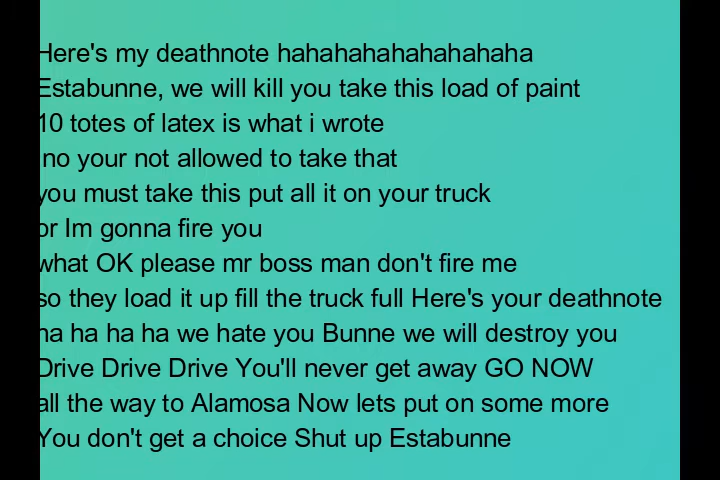 Here's my deathnote hahahahahahahahaha
Estabunne, we will kill you take this load of paint
10 totes of latex is what i wrote
no your not allowed to take that
you must take this put all it on your truck
or Im gonna fire you
what OK please mr boss man don't fire me
so they load it up fill the truck full Here's your deathnote
ha ha ha ha we hate you Bunne we will destroy you
Drive Drive Drive You'll never get away GO NOW
all the way to Alamosa Now lets put on some more
You don't get a choice Shut up Estabunne